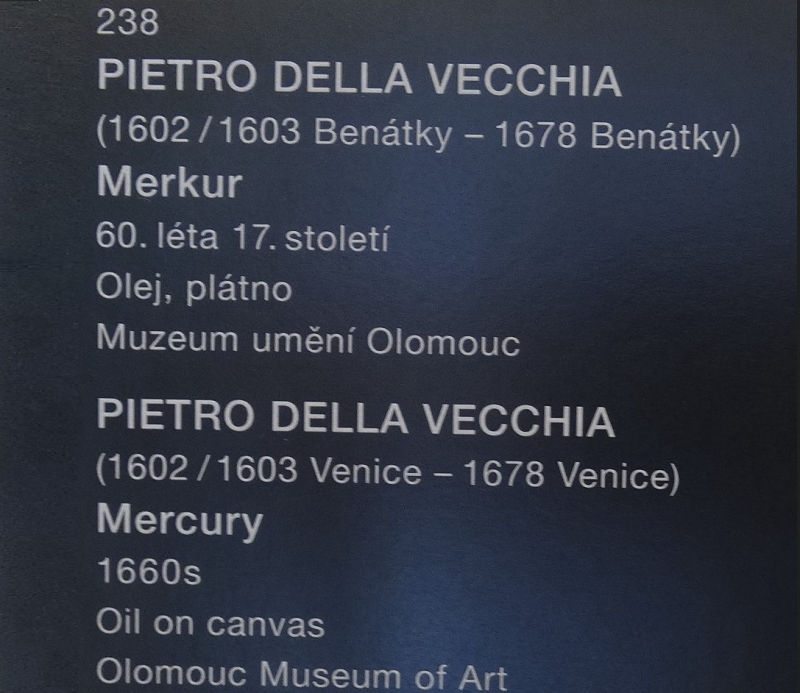 238
PIETRO DELLA VECCHIA
(1602 / 1603 Benátky – 1678 Benátky)
Merkur
60. léta 17. století
Olej, plátno
Muzeum umění Olomouc
PIETRO DELLA VECCHIA
(1602 / 1603 Venice – 1678 Venice)
Mercury
1660s
Oil on canvas
Olomouc Museum of Art